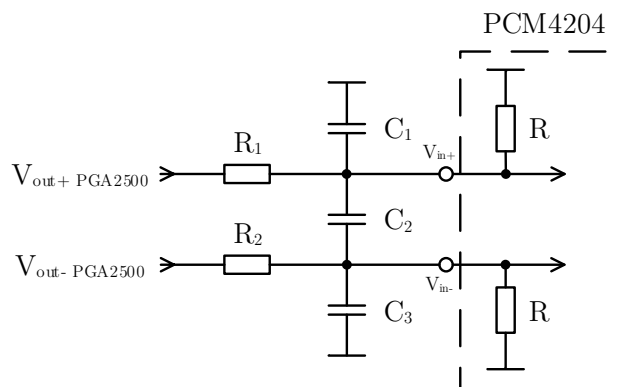 PCM4204
C₁
R
R₁
Vin+
Vout+ PGA2500
C₂
R₂
Vout- PGA2500
Vin-
C₃
R